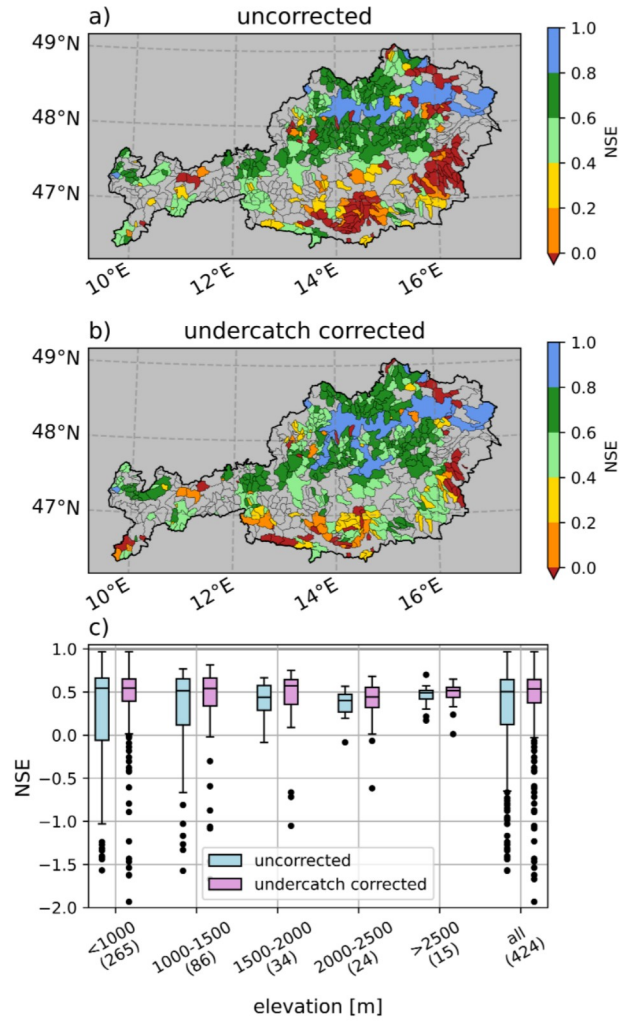 a)
uncorrected
49°N
48°N
47°N
10°E
12°E
14°E
16°E
1.0
0.8
0.6
0.4
0.2
0.0
NSE
b)
undercatch corrected
49°N
48°N
47°N
10°E
12°E
14°E
16°E
1.0
0.8
0.6
0.4
0.2
0.0
NSE
c)
1.0
0.5
0.0
−0.5
−1.0
−1.5
−2.0
NSE
uncorrected
undercatch corrected
<1000
(265)
1000-1500
(86)
1500-2000
(34)
2000-2500
(24)
>2500
(15)
all
(424)
elevation [m]